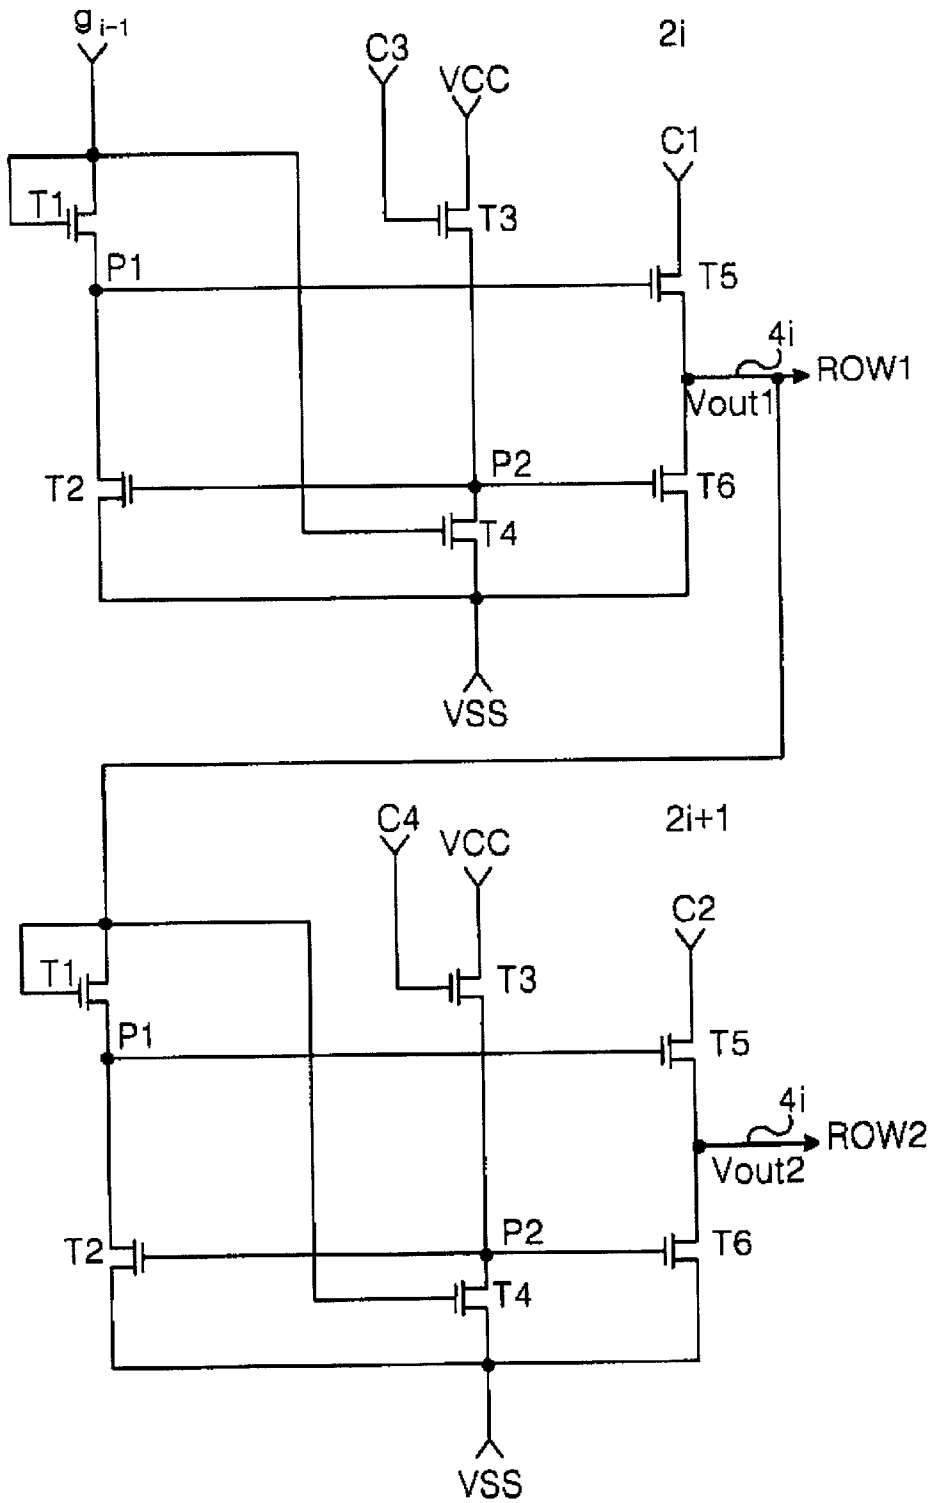 g i-1
C3
2i
VCC
C1
T1
T3
P1
T5
4i
ROW1
Vout1
P2
T2
T6
T4
VSS
C4
2i+1
VCC
C2
T1
T3
P1
T5
4i
ROW2
Vout2
P2
T2
T6
T4
VSS